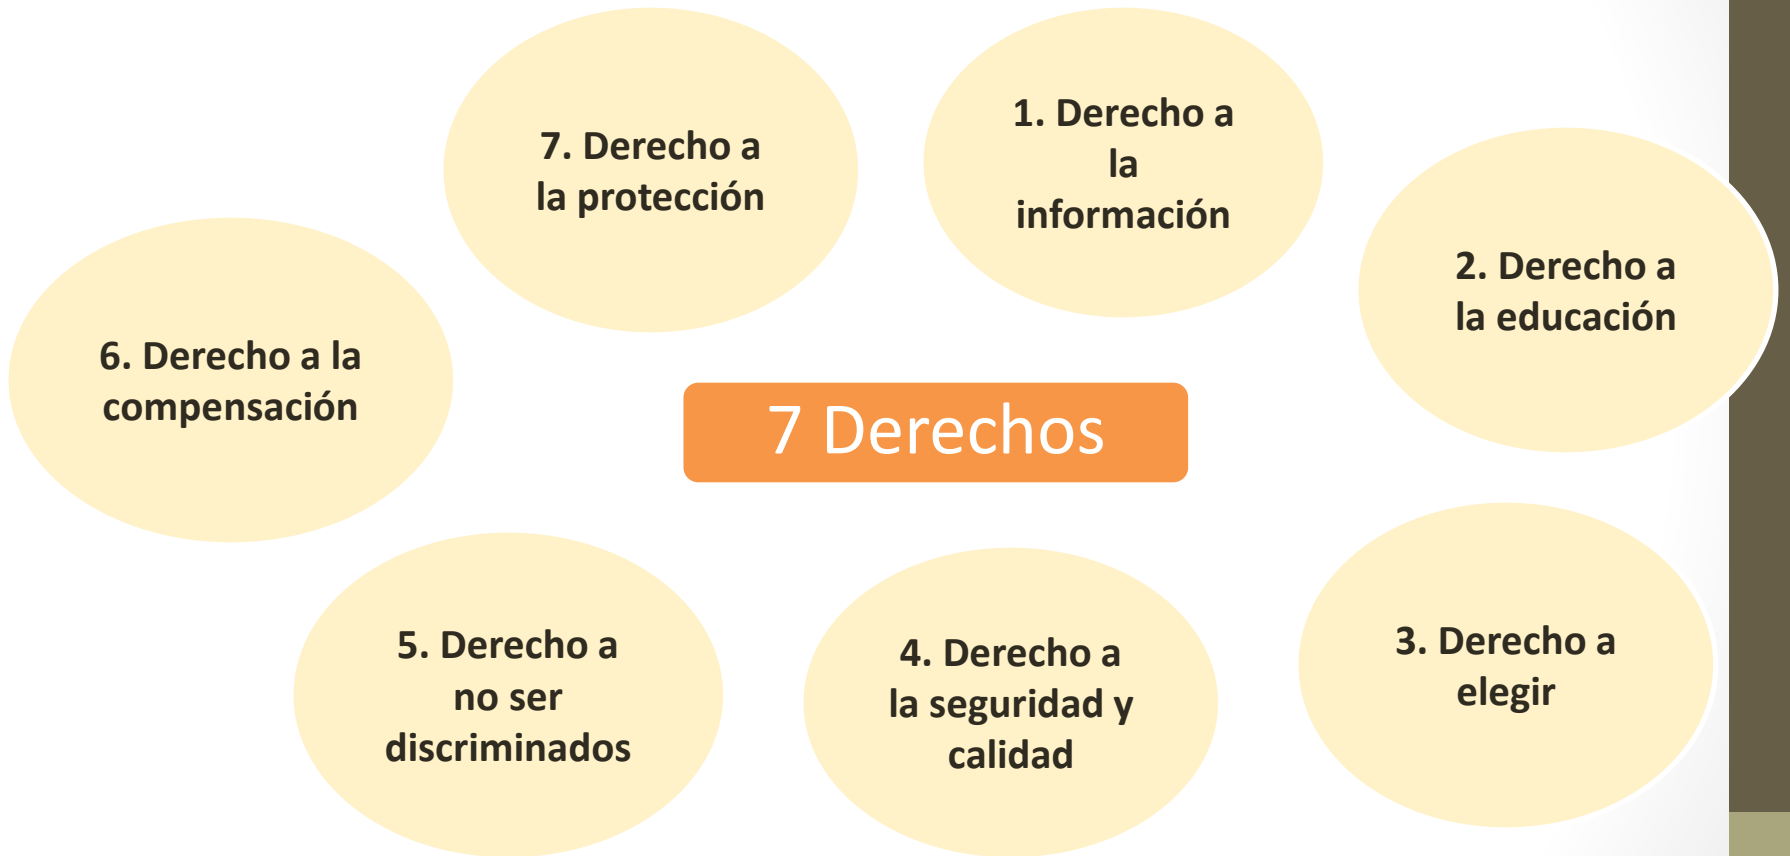 7 Derechos
1. Derecho a
la
información
2. Derecho a
la educación
3. Derecho a
elegir
4. Derecho a
la seguridad y
calidad
5. Derecho a
no ser
discriminados
6. Derecho a la
compensación
7. Derecho a
la protección